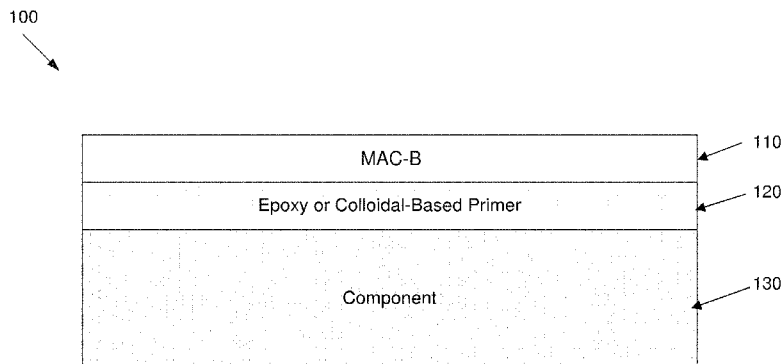 100
MAC-B
110
Epoxy or Colloidal-Based Primer
120
Component
130